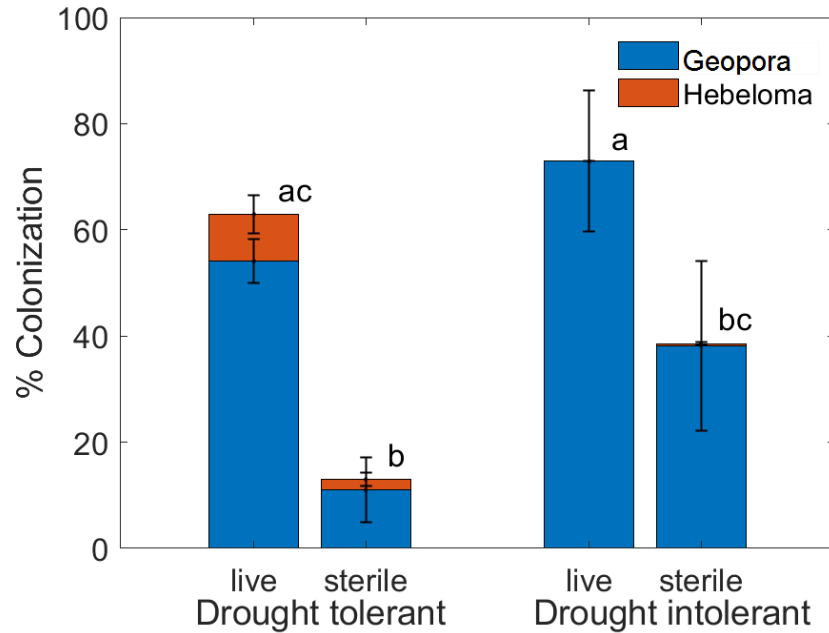 100
80
60
40
20
0
% Colonization
Geopora
Hebeloma
ac
b
a
bc
live sterile live sterile
Drought tolerant Drought intolerant